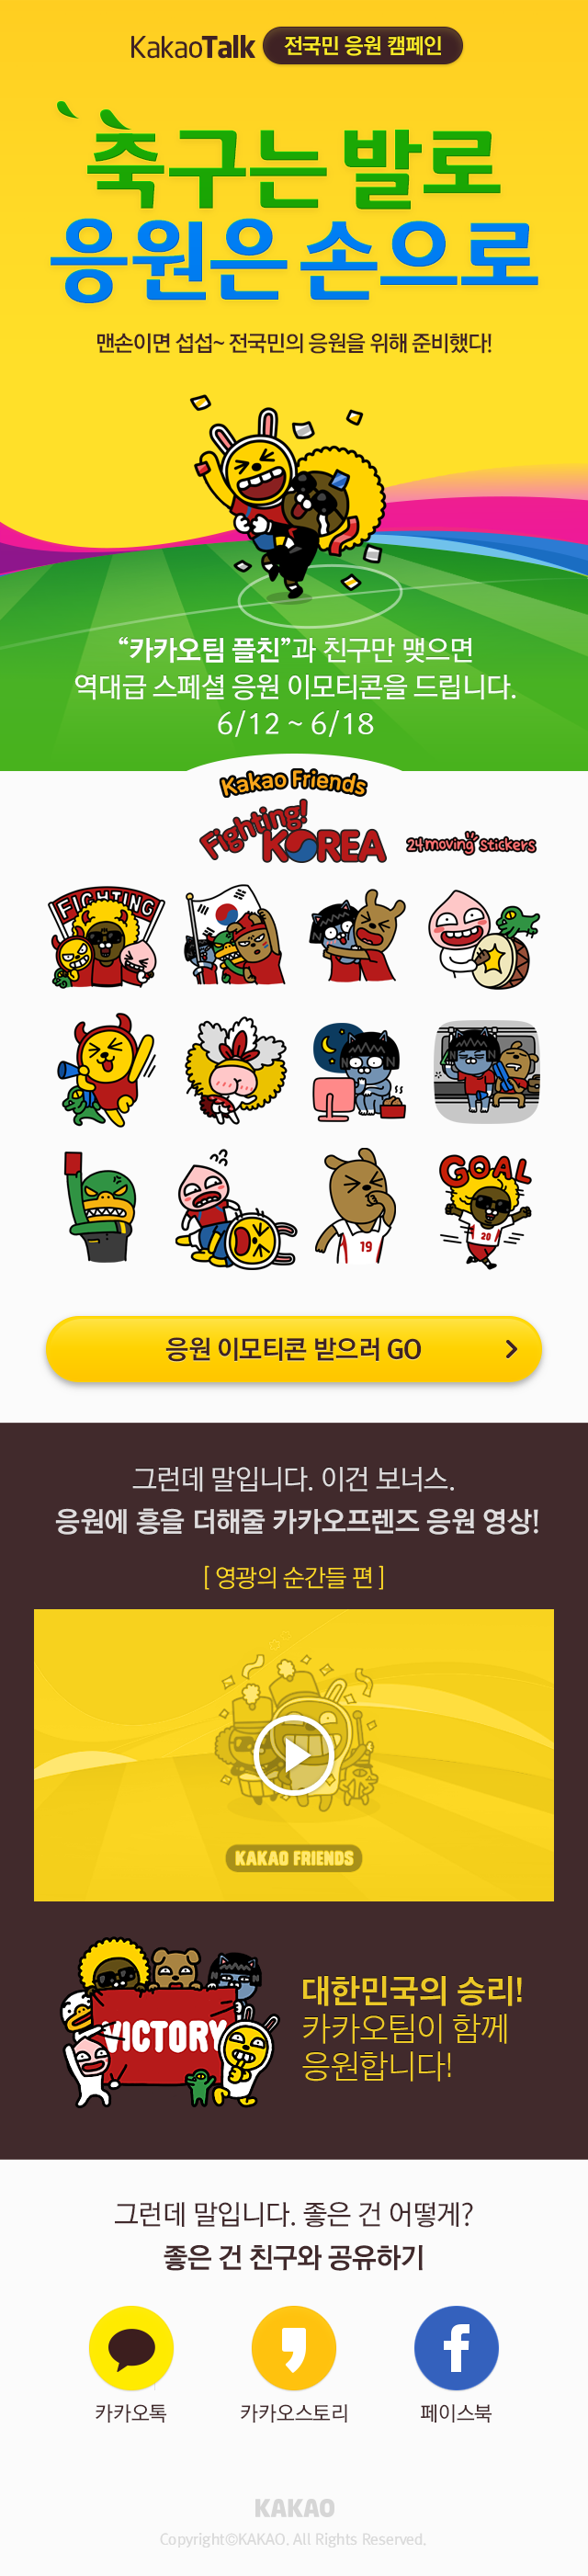 KakaoTalk 전국민 응원 캠페인
축구는 발로
응원은 손으로
맨손이면 섭섭~ 전국민의 응원을 위해 준비했다!
“카카오팀 플친”과 친구만 맺으면
역대급 스페셜 응원 이모티콘을 드립니다.
6/12 ~ 6/18
Kakao Friends
Fighting!
KOREA
24 moving stickers
FIGHTING
GOAL
19
20
응원 이모티콘 받으러 GO
그런데 말입니다. 이건 보너스.
응원에 흥을 더해줄 카카오프렌즈 응원 영상!
[ 영광의 순간들 편 ]
KAKAO FRIENDS
VICTORY
대한민국의 승리!
카카오팀이 함께
응원합니다!
그런데 말입니다. 좋은 건 어떻게?
좋은 건 친구와 공유하기
카카오톡
카카오스토리
페이스북
KAKAO
Copyright©KAKAO. All Rights Reserved.